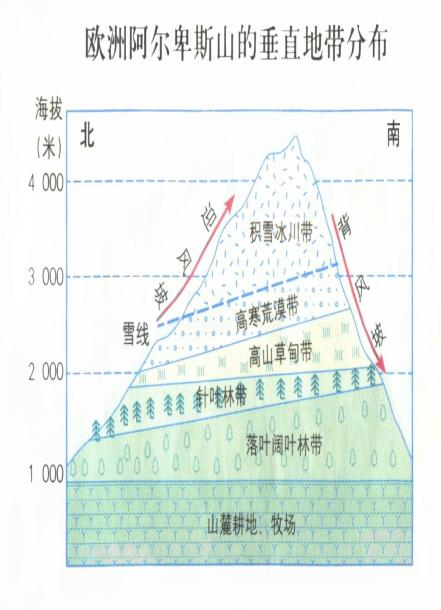 欧洲阿尔卑斯山的垂直地带分布
海拔
(米)
北
南
4 000
迎风坡
背风坡
积雪冰川带
3 000
高寒荒漠带
雪线
高山草甸带
2 000
针叶林带
落叶阔叶林带
1 000
山麓耕地、牧场